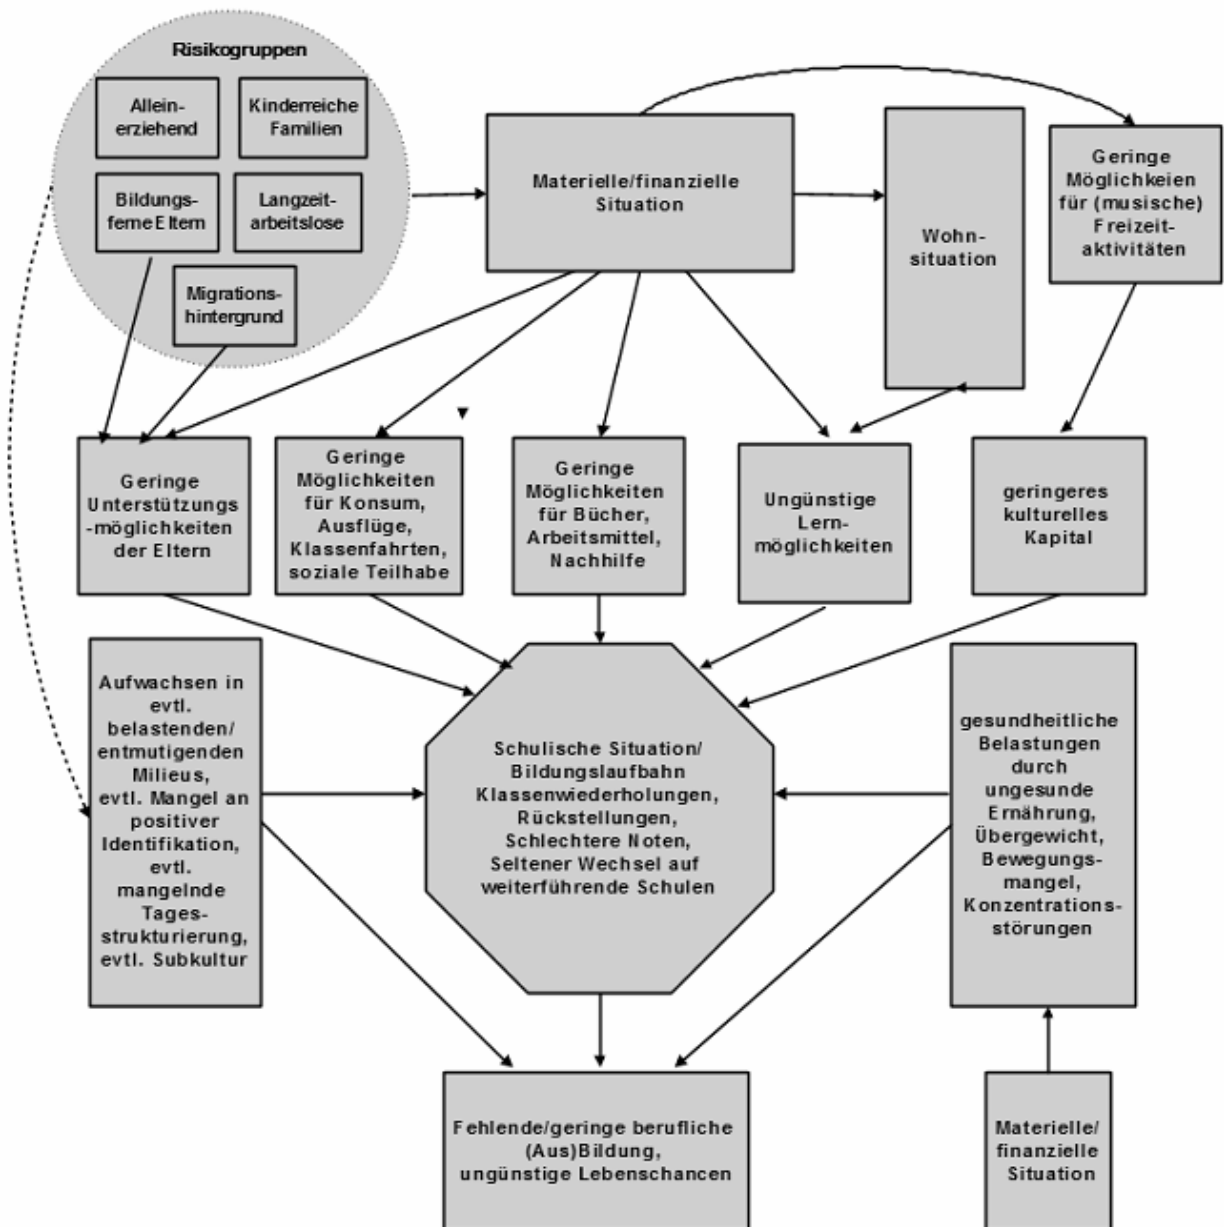 Risikogruppen
Allein-
erziehend
Kinderreiche
Familien
Bildungs-
ferne Eltern
Langzeit-
arbeitslose
Migrations-
hintergrund
Materielle/finanzielle
Situation
Wohn-
situation
Geringe
Möglichkeien
für (musische)
Freizeit-
aktivitäten
Geringe
Unterstützungs
-möglichkeiten
der Eltern
Geringe
Möglichkeiten
für Konsum,
Ausflüge,
Klassenfahrten,
soziale Teilhabe
Geringe
Möglichkeiten
für Bücher,
Arbeitsmittel,
Nachhilfe
Ungünstige
Lern-
möglichkeiten
geringeres
kulturelles
Kapital
Aufwachsen in
evtl.
belastenden/
entmutigenden
Milieus,
evtl. Mangel an
positiver
Identifikation,
evtl.
mangelnde
Tages-
strukturierung,
evtl. Subkultur
Schulische Situation/
Bildungslaufbahn
Klassenwiederholungen,
Rückstellungen,
Schlechtere Noten,
Seltener Wechsel auf
weiterführende Schulen
gesundheitliche
Belastungen
durch
ungesunde
Ernährung,
Übergewicht,
Bewegungs-
mangel,
Konzentrations-
störungen
Fehlende/geringe berufliche
(Aus)Bildung,
ungünstige Lebenschancen
Materielle/
finanzielle
Situation